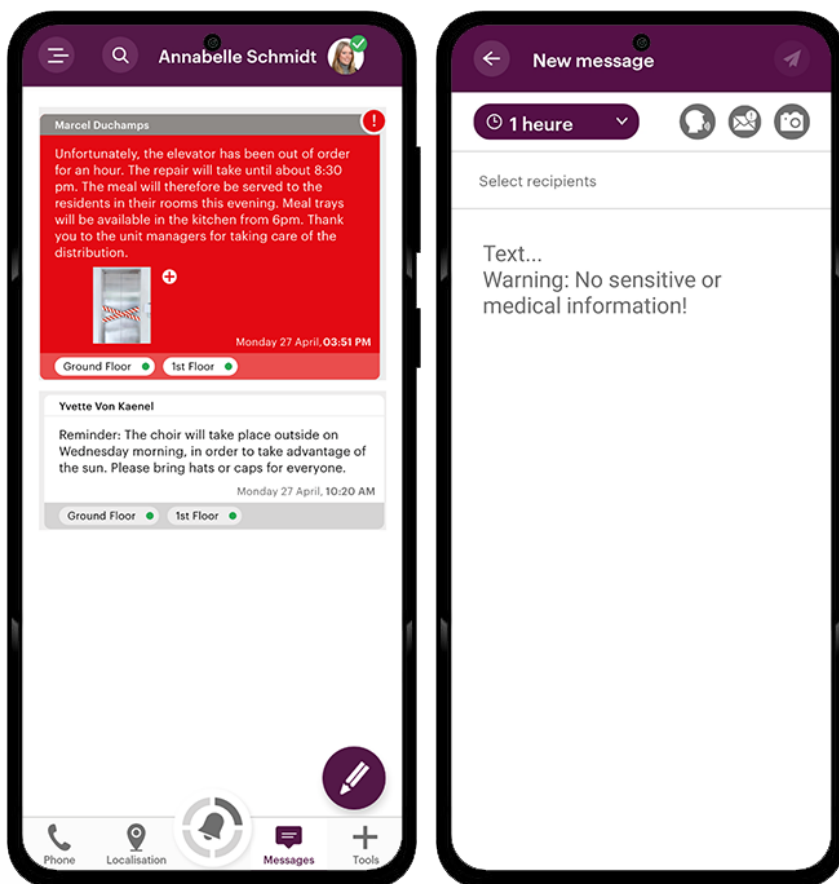 Annabelle Schmidt
Marcel Duchamps
!
Unfortunately, the elevator has been out of order
for an hour. The repair will take until about 8:30
pm. The meal will therefore be served to the
residents in their rooms this evening. Meal trays
will be available in the kitchen from 6pm. Thank
you to the unit managers for taking care of the
distribution.
Monday 27 April, 03:51 PM
Ground Floor 1st Floor
Yvette Von Kaenel
Reminder: The choir will take place outside on
Wednesday morning, in order to take advantage of
the sun. Please bring hats or caps for everyone.
Monday 27 April, 10:20 AM
Ground Floor 1st Floor
Phone Localisation Messages Tools
New message
1 heure
Select recipients
Text...
Warning: No sensitive or
medical information!